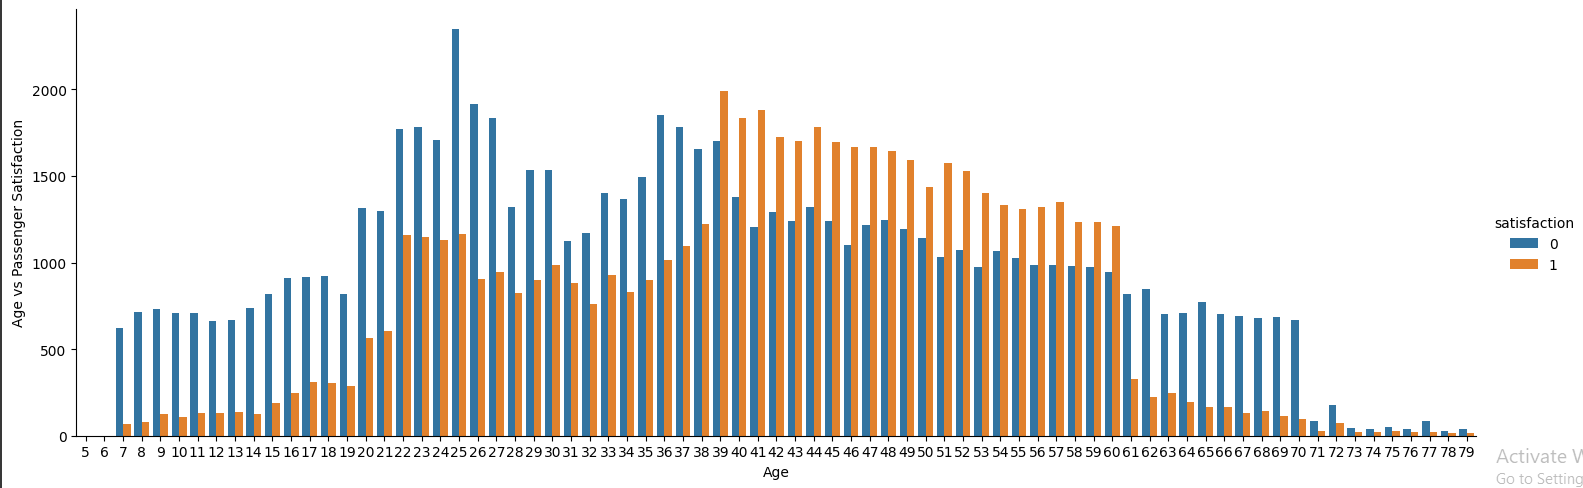 Age vs Passenger Satisfaction
2000
1500
1000
500
0
5 6 7 8 9 10 11 12 13 14 15 16 17 18 19 20 21 22 23 24 25 26 27 28 29 30 31 32 33 34 35 36 37 38 39 40 41 42 43 44 45 46 47 48 49 50 51 52 53 54 55 56 57 58 59 60 61 62 63 64 65 66 67 68 69 70 71 72 73 74 75 76 77 78 79
Age
satisfaction
0
1
Activate W
Go to Setting